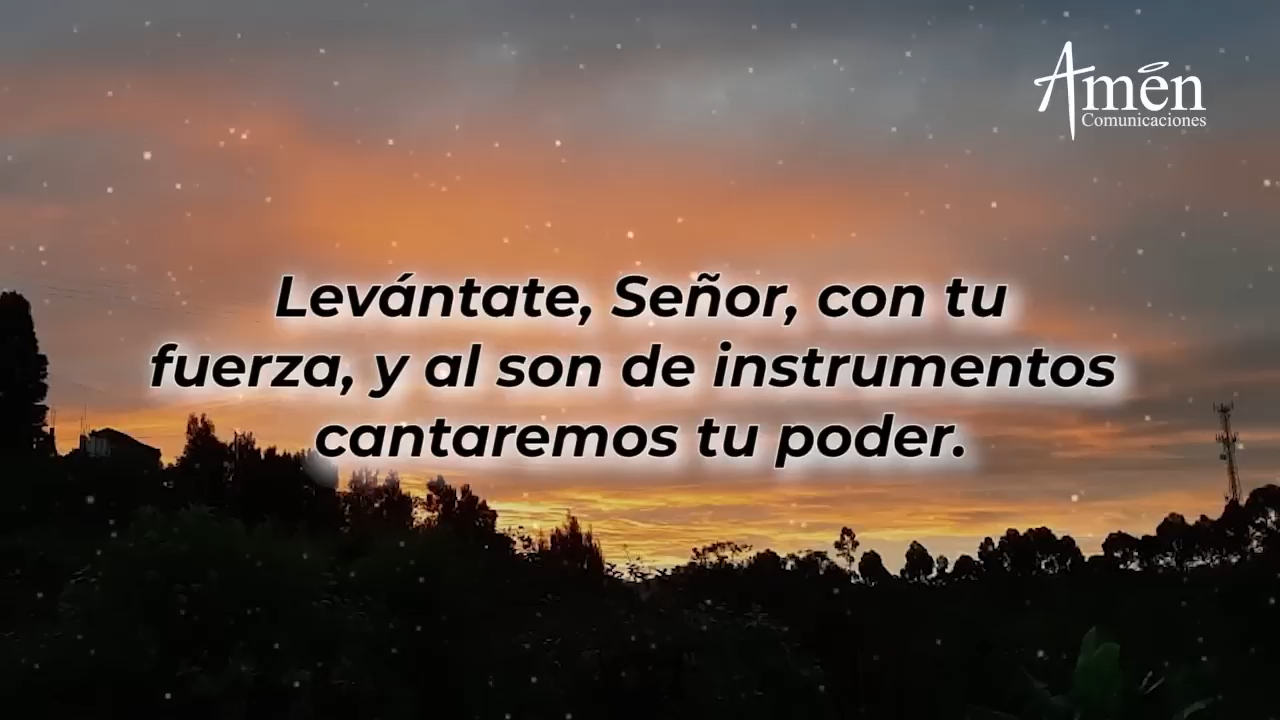 Amén
Comunicaciones
Levántate, Señor, con tu
fuerza, y al son de instrumentos
cantaremos tu poder.